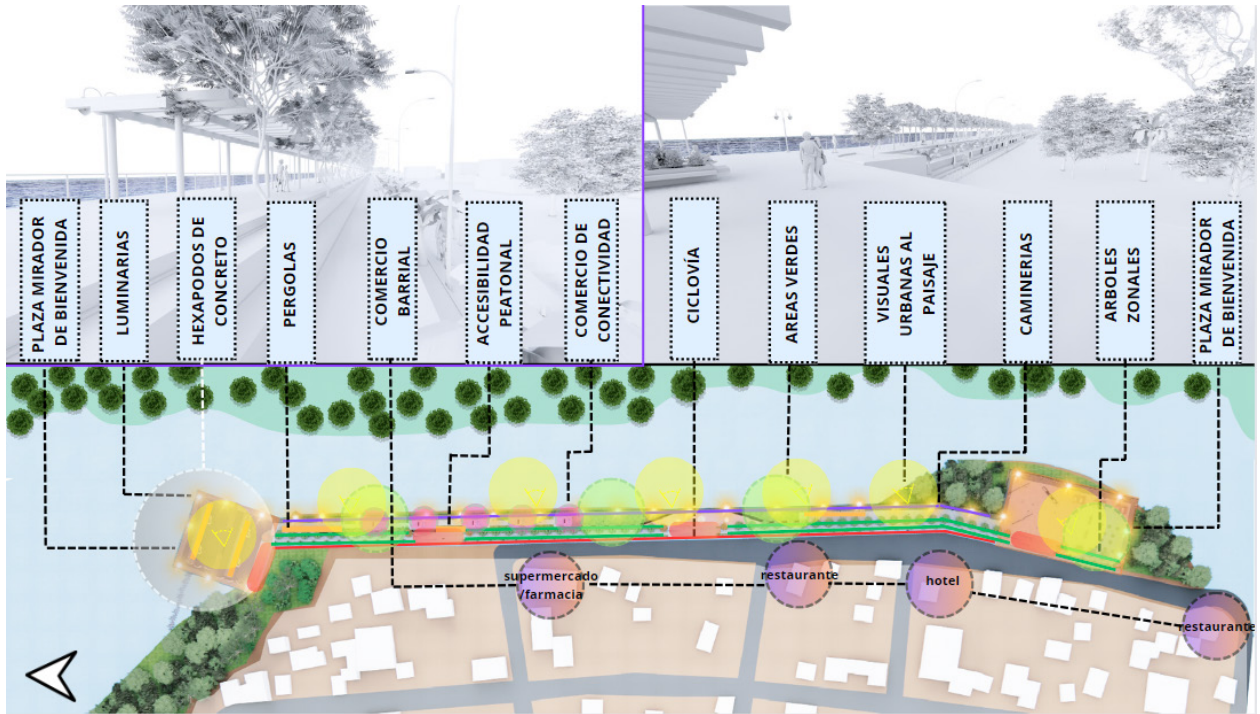 PLAZA MIRADOR
DE BIENVENIDA
LUMINARIAS
HEXAPODOS DE
CONCRETO
PERGOLAS
COMERCIO
BARRIAL
ACCESIBILIDAD
PEATONAL
COMERCIO DE
CONECTIVIDAD
CICLOVÍA
AREAS VERDES
VISUALES
URBANAS AL
PAISAJE
CAMINERIAS
ARBOLES
ZONALES
PLAZA MIRADOR
DE BIENVENIDA
supermercado
/farmacia
restaurante
hotel
restaurante